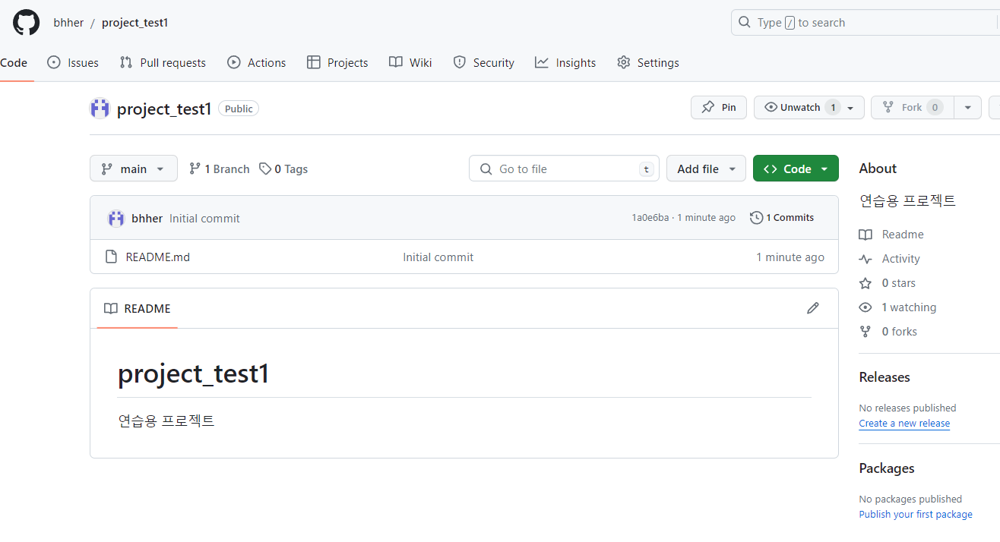 bhher / project_test1
Type / to search
Code Issues Pull requests Actions Projects Wiki Security Insights Settings
project_test1 Public
Pin Unwatch 1 Fork 0
main 1 Branch 0 Tags
Go to file t Add file Code
bhher Initial commit 1a0e6ba · 1 minute ago 1 Commits
README.md Initial commit 1 minute ago
README
project_test1
연습용 프로젝트
About
연습용 프로젝트
Readme
Activity
0 stars
1 watching
0 forks
Releases
No releases published
Create a new release
Packages
No packages published
Publish your first package